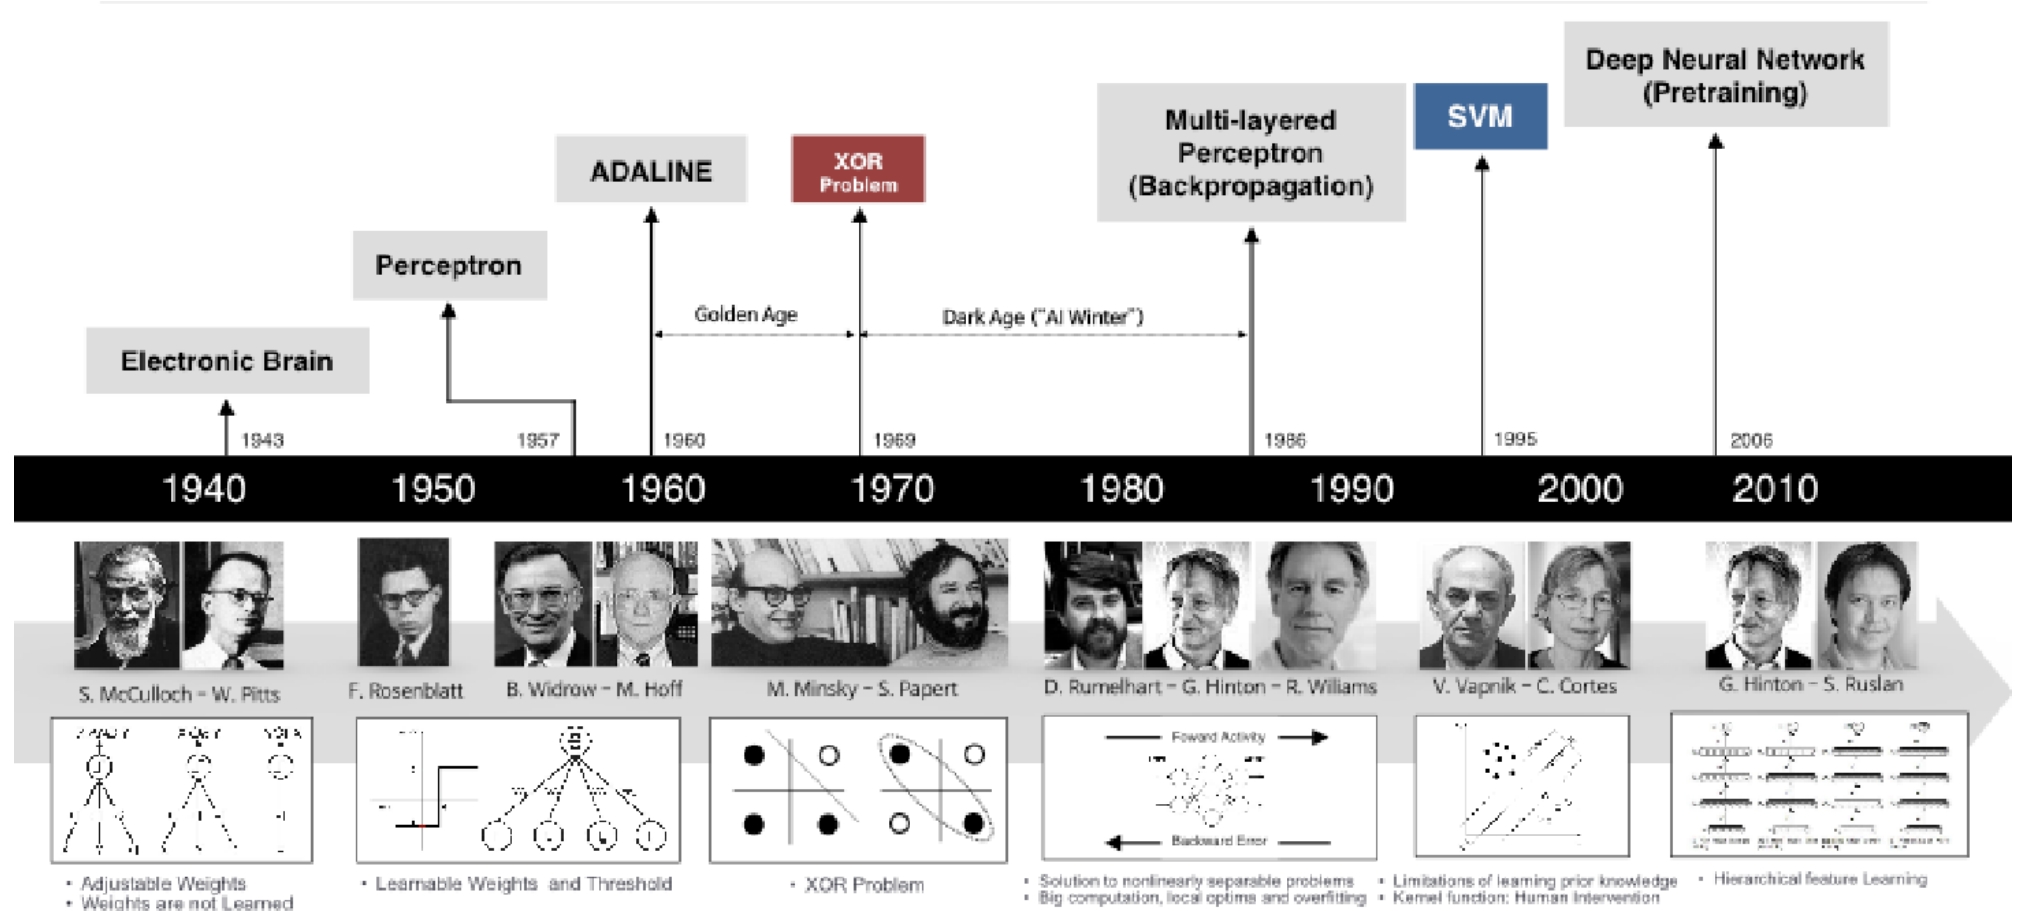 Deep Neural Network
(Pretraining)
Multi-layered
Perceptron
(Backpropagation)
SVM
ADALINE
XOR
Problem
Perceptron
Golden Age
Dark Age ("AI Winter")
Electronic Brain
1943
1957
1960
1969
1986
1995
2006
1940
1950
1960
1970
1980
1990
2000
2010
S. McCulloch – W. Pitts
F. Rosenblatt
B. Widrow – M. Hoff
M. Minsky – S. Papert
D. Rumelhart – G. Hinton – R. Wiliams
V. Vapnik – C. Cortes
G. Hinton – S. Ruslan
Foward Activity
Backward Error
• Adjustable Weights
• Weights are not Learned
• Learnable Weights and Threshold
• XOR Problem
• Solution to nonlinearly separable problems
• Big computation, local optima and overfitting
• Limitations of learning prior knowledge
• Kernel function: Human Intervention
• Hierarchical feature Learning